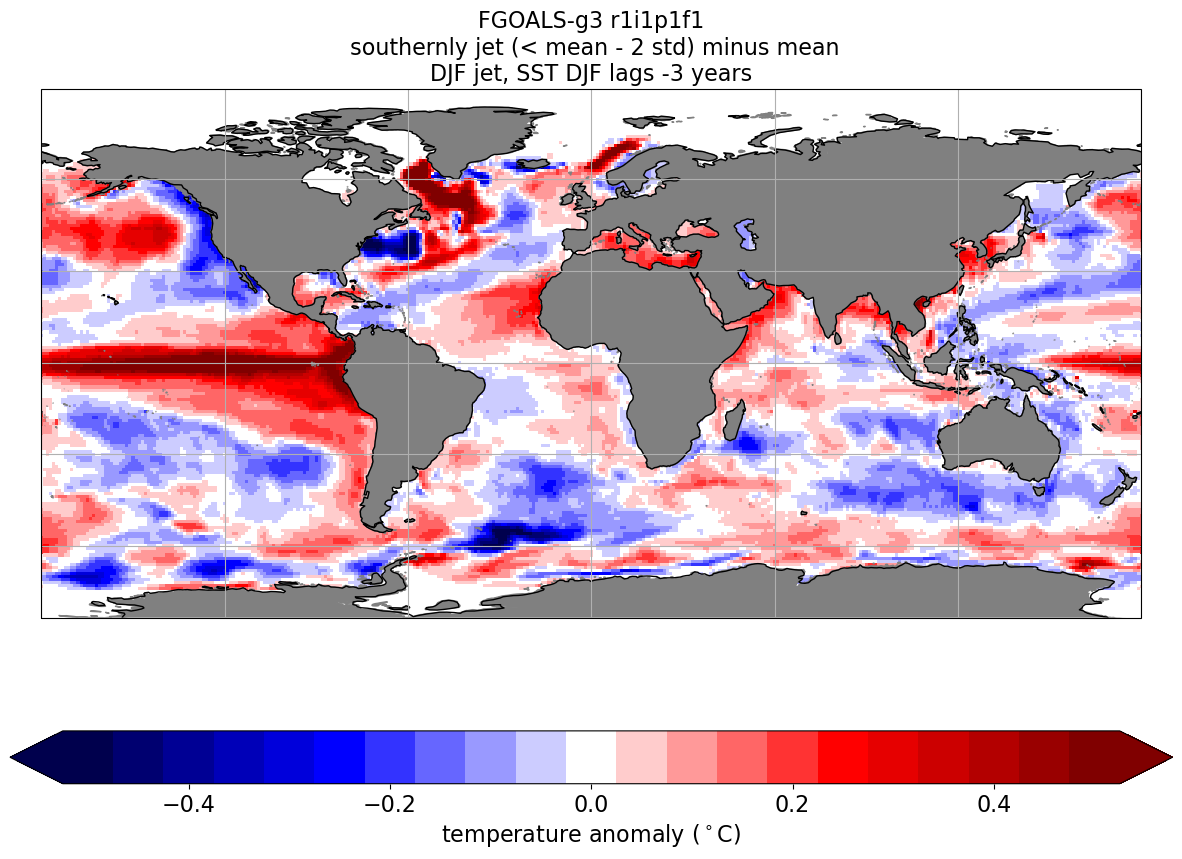 FGOALS-g3 r1i1p1f1
southernly jet (< mean - 2 std) minus mean
DJF jet, SST DJF lags -3 years
−0.4 −0.2 0.0 0.2 0.4
temperature anomaly (°C)